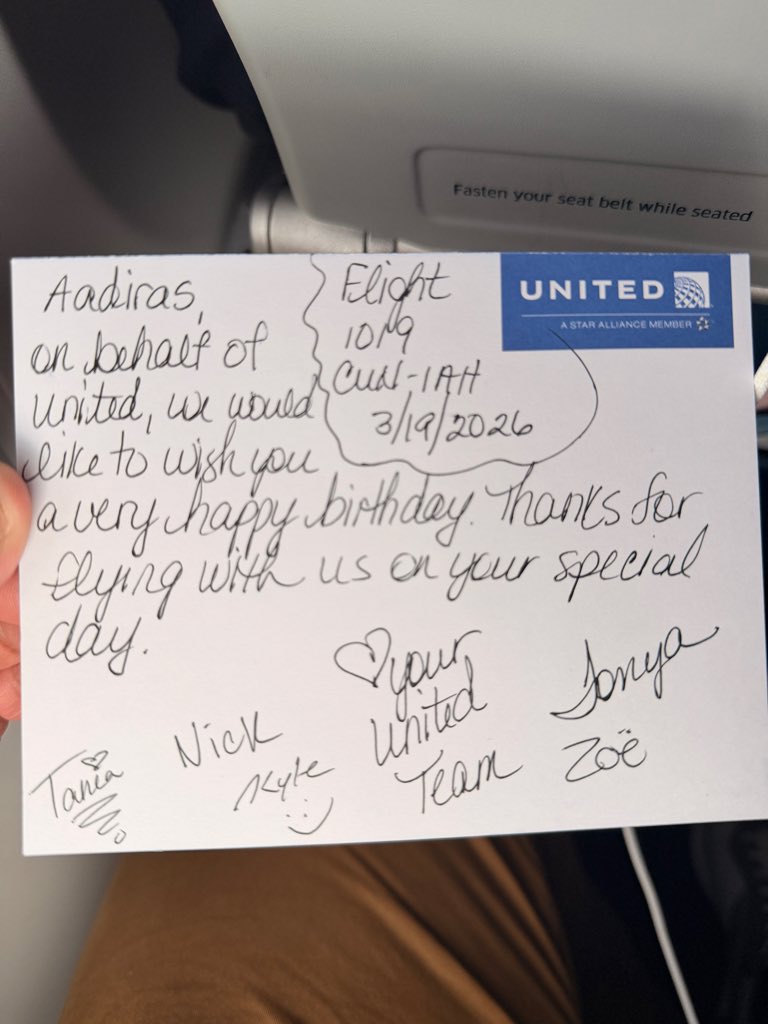 Fasten your seat belt while seated
UNITED
A STAR ALLIANCE MEMBER
Flight
1019
CUN-IAH
3/19/2026
Aadiras,
on behalf of
United, we would
like to wish you
a very happy birthday. Thanks for
flying with us on your special
day.
♡ your
United
Team
Tonya
Zoë
Nick
Kyle :)
Tania